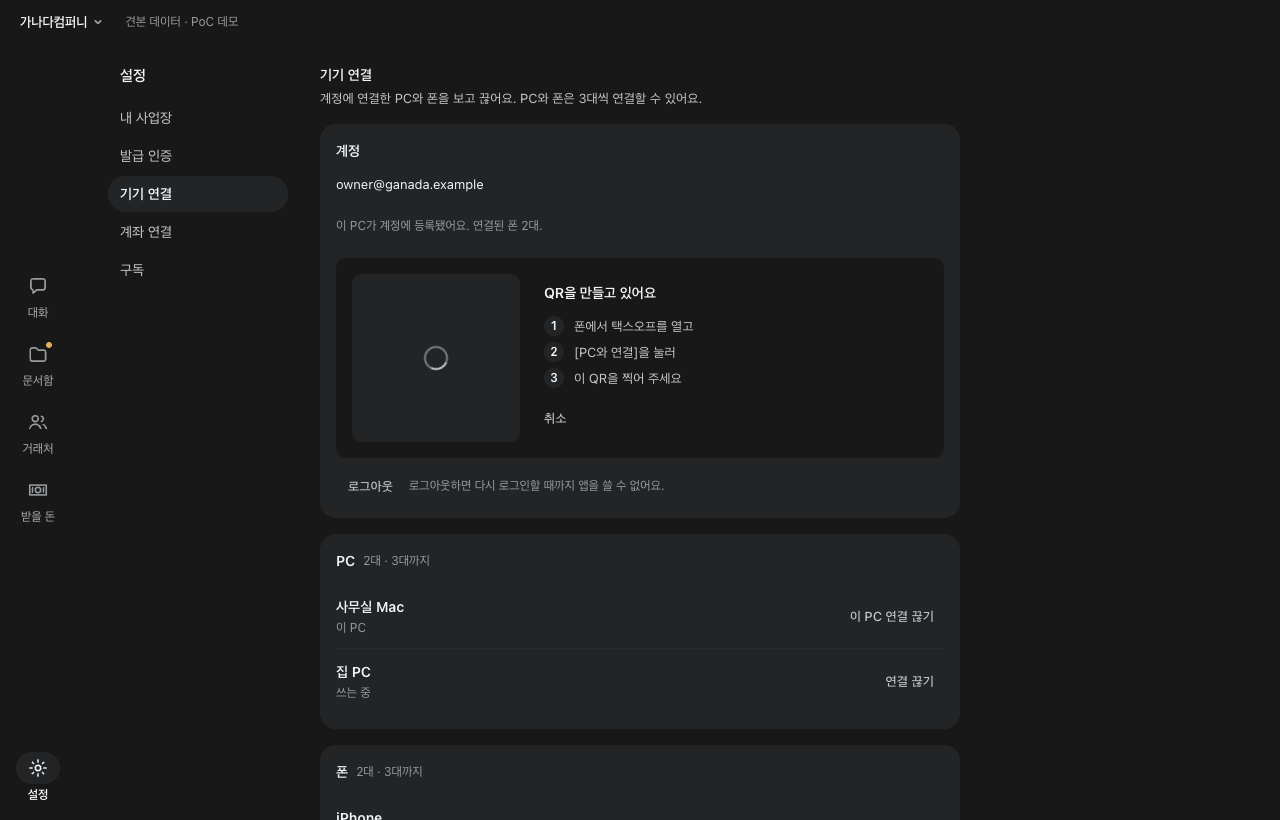 가나다컴퍼니
견본 데이터 · PoC 데모
설정
내 사업장
발급 인증
기기 연결
계좌 연결
구독
대화
문서함
거래처
받을 돈
설정
기기 연결
계정에 연결한 PC와 폰을 보고 끊어요. PC와 폰은 3대씩 연결할 수 있어요.
계정
owner@ganada.example
이 PC가 계정에 등록됐어요. 연결된 폰 2대.
QR을 만들고 있어요
1 폰에서 택스오프를 열고
2 [PC와 연결]을 눌러
3 이 QR을 찍어 주세요
취소
로그아웃 로그아웃하면 다시 로그인할 때까지 앱을 쓸 수 없어요.
PC 2대 · 3대까지
사무실 Mac
이 PC
이 PC 연결 끊기
집 PC
쓰는 중
연결 끊기
폰 2대 · 3대까지
iPhone